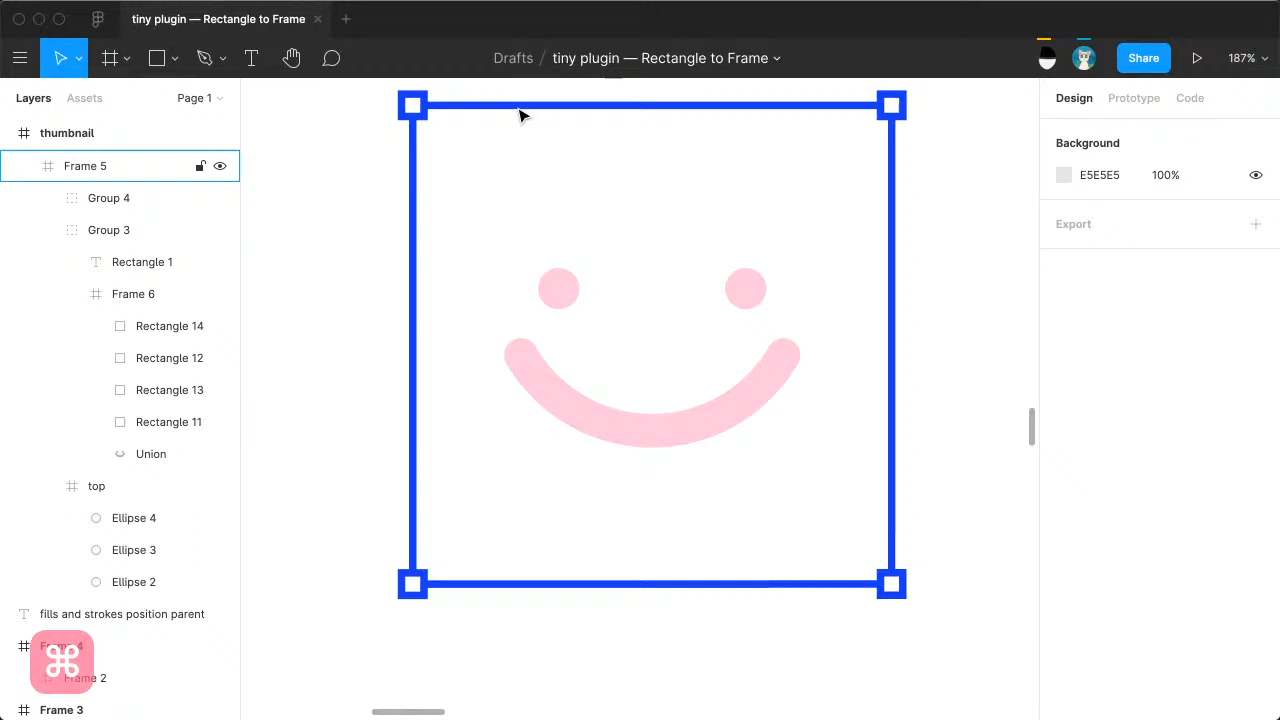 tiny plugin — Rectangle to Frame
Drafts / tiny plugin — Rectangle to Frame
Share
187%
Layers
Assets
Page 1
thumbnail
Frame 5
Group 4
Group 3
Rectangle 1
Frame 6
Rectangle 14
Rectangle 12
Rectangle 13
Rectangle 11
Union
top
Ellipse 4
Ellipse 3
Ellipse 2
fills and strokes position parent
Frame 4
Frame 2
Frame 3
Design
Prototype
Code
Background
E5E5E5 100%
Export